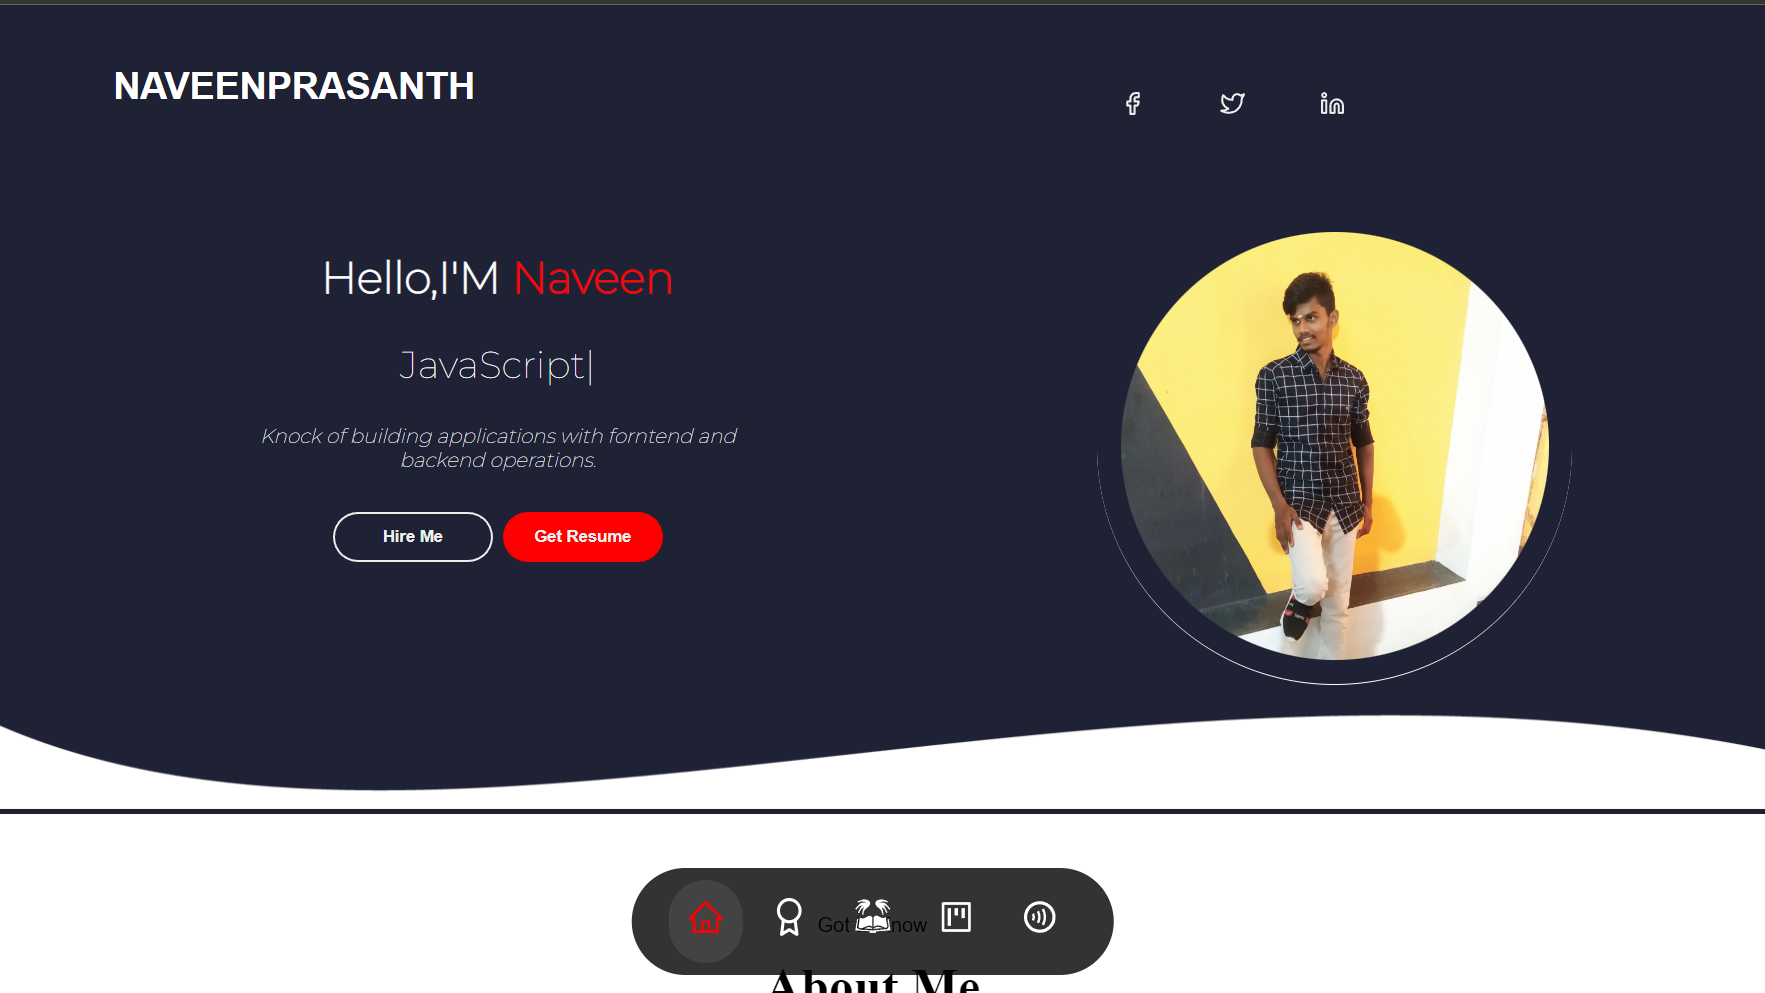 NAVEENPRASANTH
Hello,I'M Naveen
JavaScript|
Knock of building applications with forntend and
backend operations.
Hire Me
Get Resume
Got now
About Me